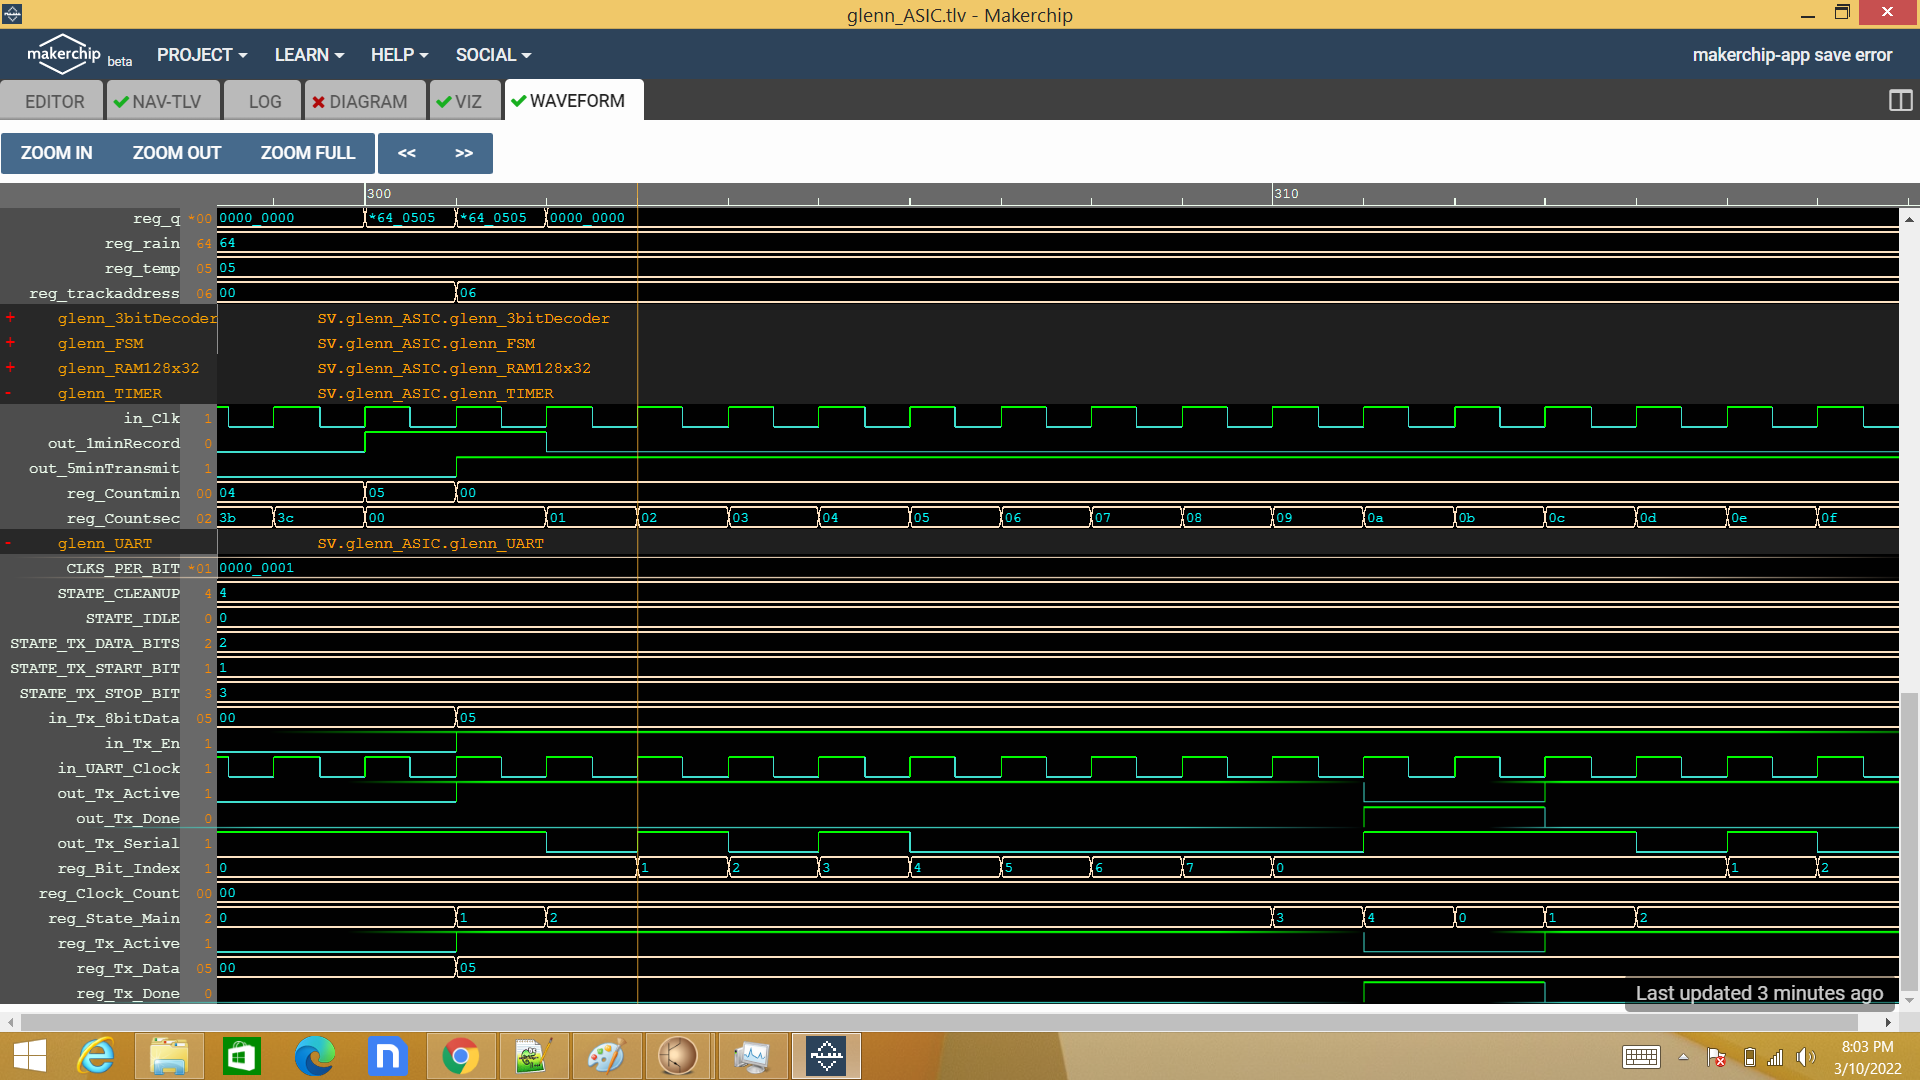 glenn_ASIC.tlv - Makerchip
makerchip beta PROJECT LEARN HELP SOCIAL makerchip-app save error
EDITOR NAV-TLV LOG DIAGRAM VIZ WAVEFORM
ZOOM IN ZOOM OUT ZOOM FULL << >>
300 310
reg_q *00 0000_0000 *64_0505 *64_0505 0000_0000
reg_rain 64 64
reg_temp 05 05
reg_trackaddress 06 00 06
+ glenn_3bitDecoder SV.glenn_ASIC.glenn_3bitDecoder
+ glenn_FSM SV.glenn_ASIC.glenn_FSM
+ glenn_RAM128x32 SV.glenn_ASIC.glenn_RAM128x32
- glenn_TIMER SV.glenn_ASIC.glenn_TIMER
in_Clk 1
out_1minRecord 0
out_5minTransmit 1
reg_Countmin 00 04 05 00
reg_Countsec 02 3b 3c 00 01 02 03 04 05 06 07 08 09 0a 0b 0c 0d 0e 0f
- glenn_UART SV.glenn_ASIC.glenn_UART
CLKS_PER_BIT *01 0000_0001
STATE_CLEANUP 4 4
STATE_IDLE 0 0
STATE_TX_DATA_BITS 2 2
STATE_TX_START_BIT 1 1
STATE_TX_STOP_BIT 3 3
in_Tx_8bitData 05 00 05
in_Tx_En 1
in_UART_Clock 1
out_Tx_Active 1
out_Tx_Done 0
out_Tx_Serial 1
reg_Bit_Index 1 0 1 2 3 4 5 6 7 0 1 2
reg_Clock_Count 00 00
reg_State_Main 2 0 1 2 3 4 0 1 2
reg_Tx_Active 1
reg_Tx_Data 05 00 05
reg_Tx_Done 0
Last updated 3 minutes ago
8:03 PM
3/10/2022